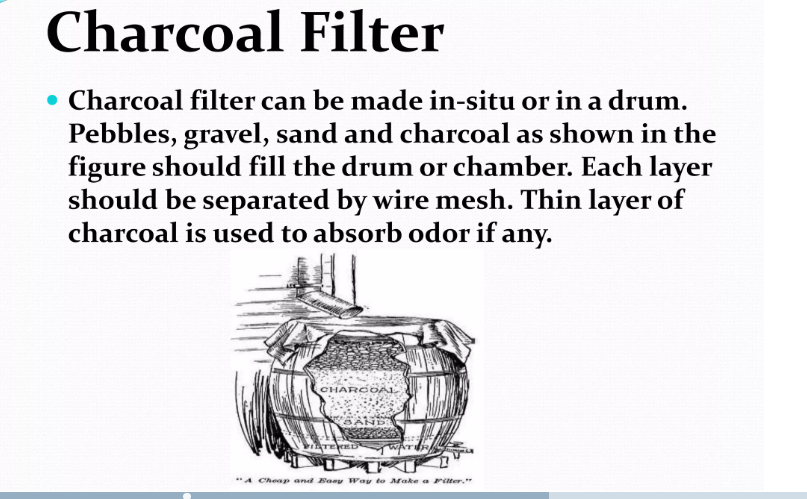 Charcoal Filter
Charcoal filter can be made in-situ or in a drum.
Pebbles, gravel, sand and charcoal as shown in the
figure should fill the drum or chamber. Each layer
should be separated by wire mesh. Thin layer of
charcoal is used to absorb odor if any.
CHARCOAL
SAND
FILTERED WATER
"A Cheap and Easy Way to Make a Filter."